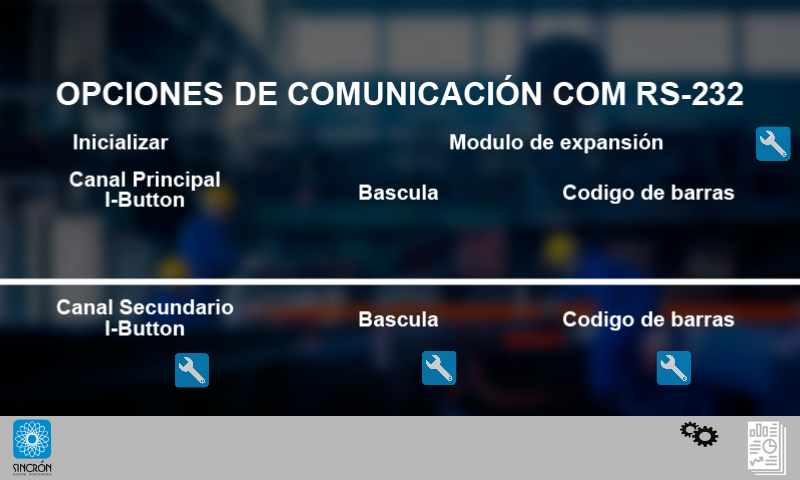 OPCIONES DE COMUNICACIÓN COM RS-232
Inicializar
Modulo de expansión
Canal Principal
I-Button
Bascula
Codigo de barras
Canal Secundario
I-Button
Bascula
Codigo de barras
SINCRÓN